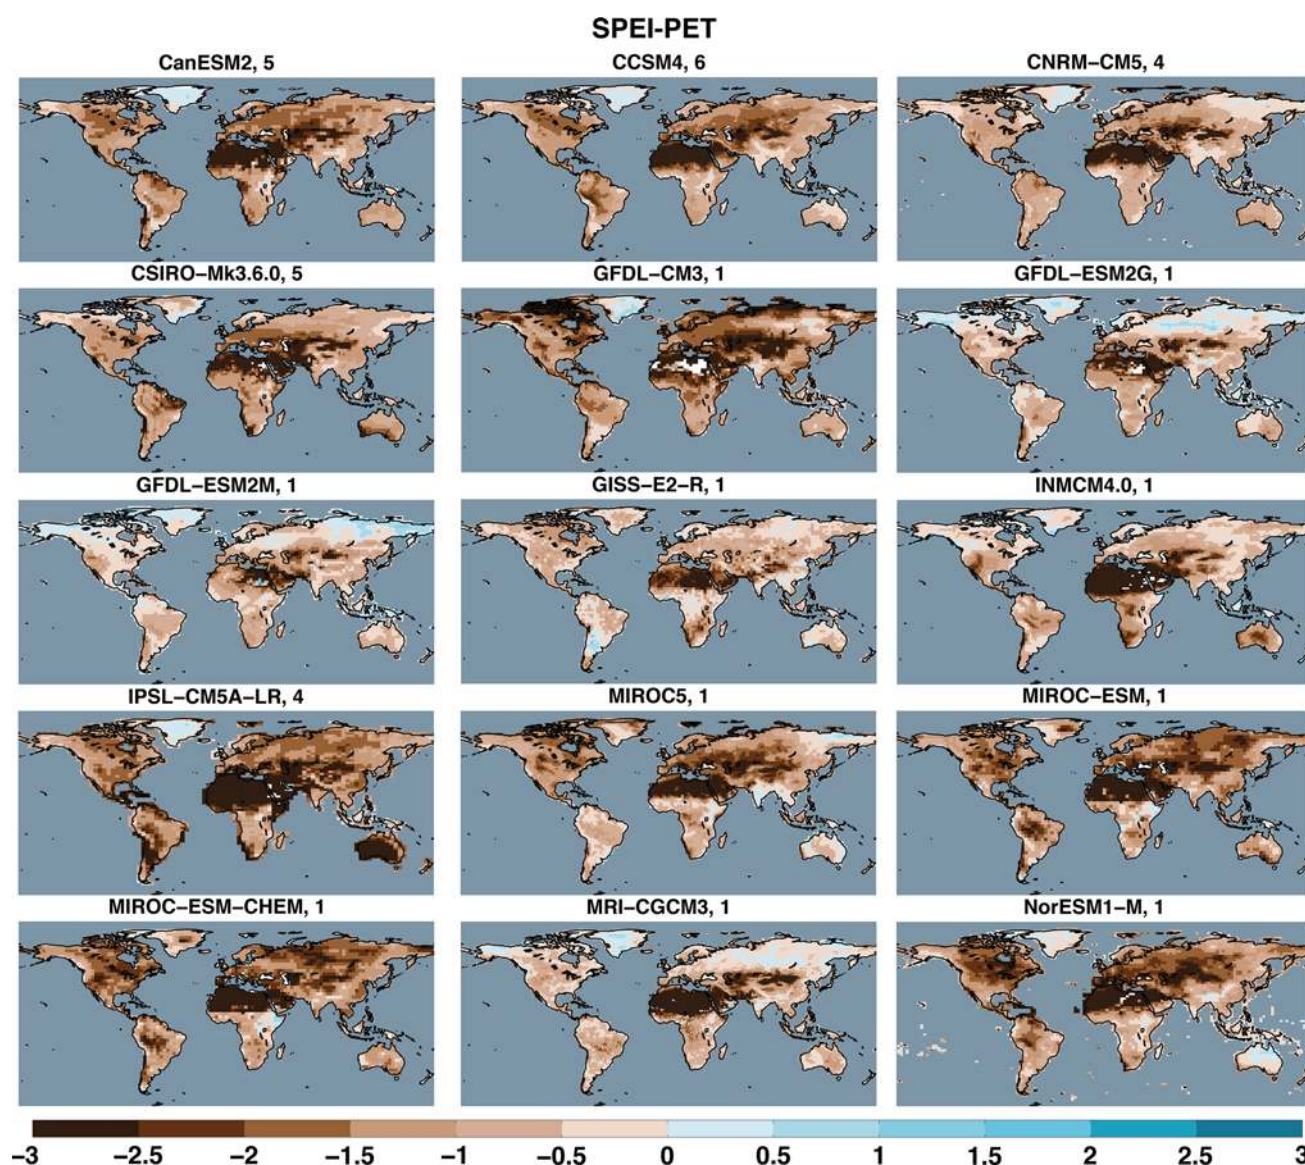 SPEI-PET
CanESM2, 5
CCSM4, 6
CNRM–CM5, 4
CSIRO–Mk3.6.0, 5
GFDL–CM3, 1
GFDL–ESM2G, 1
GFDL–ESM2M, 1
GISS–E2–R, 1
INMCM4.0, 1
IPSL–CM5A–LR, 4
MIROC5, 1
MIROC–ESM, 1
MIROC–ESM–CHEM, 1
MRI–CGCM3, 1
NorESM1–M, 1
−3 −2.5 −2 −1.5 −1 −0.5 0 0.5 1 1.5 2 2.5 3